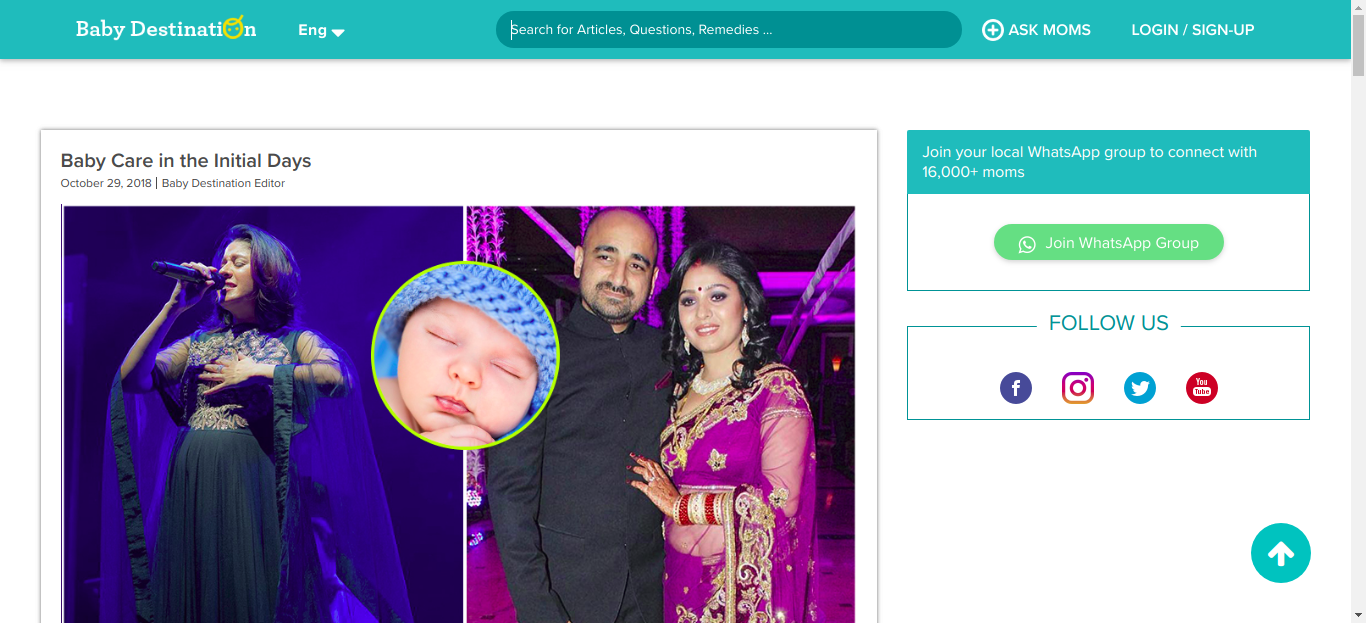 Baby Destination
Eng
Search for Articles, Questions, Remedies ...
ASK MOMS
LOGIN / SIGN-UP
Baby Care in the Initial Days
October 29, 2018 | Baby Destination Editor
Join your local WhatsApp group to connect with
16,000+ moms
Join WhatsApp Group
FOLLOW US
You
Tube